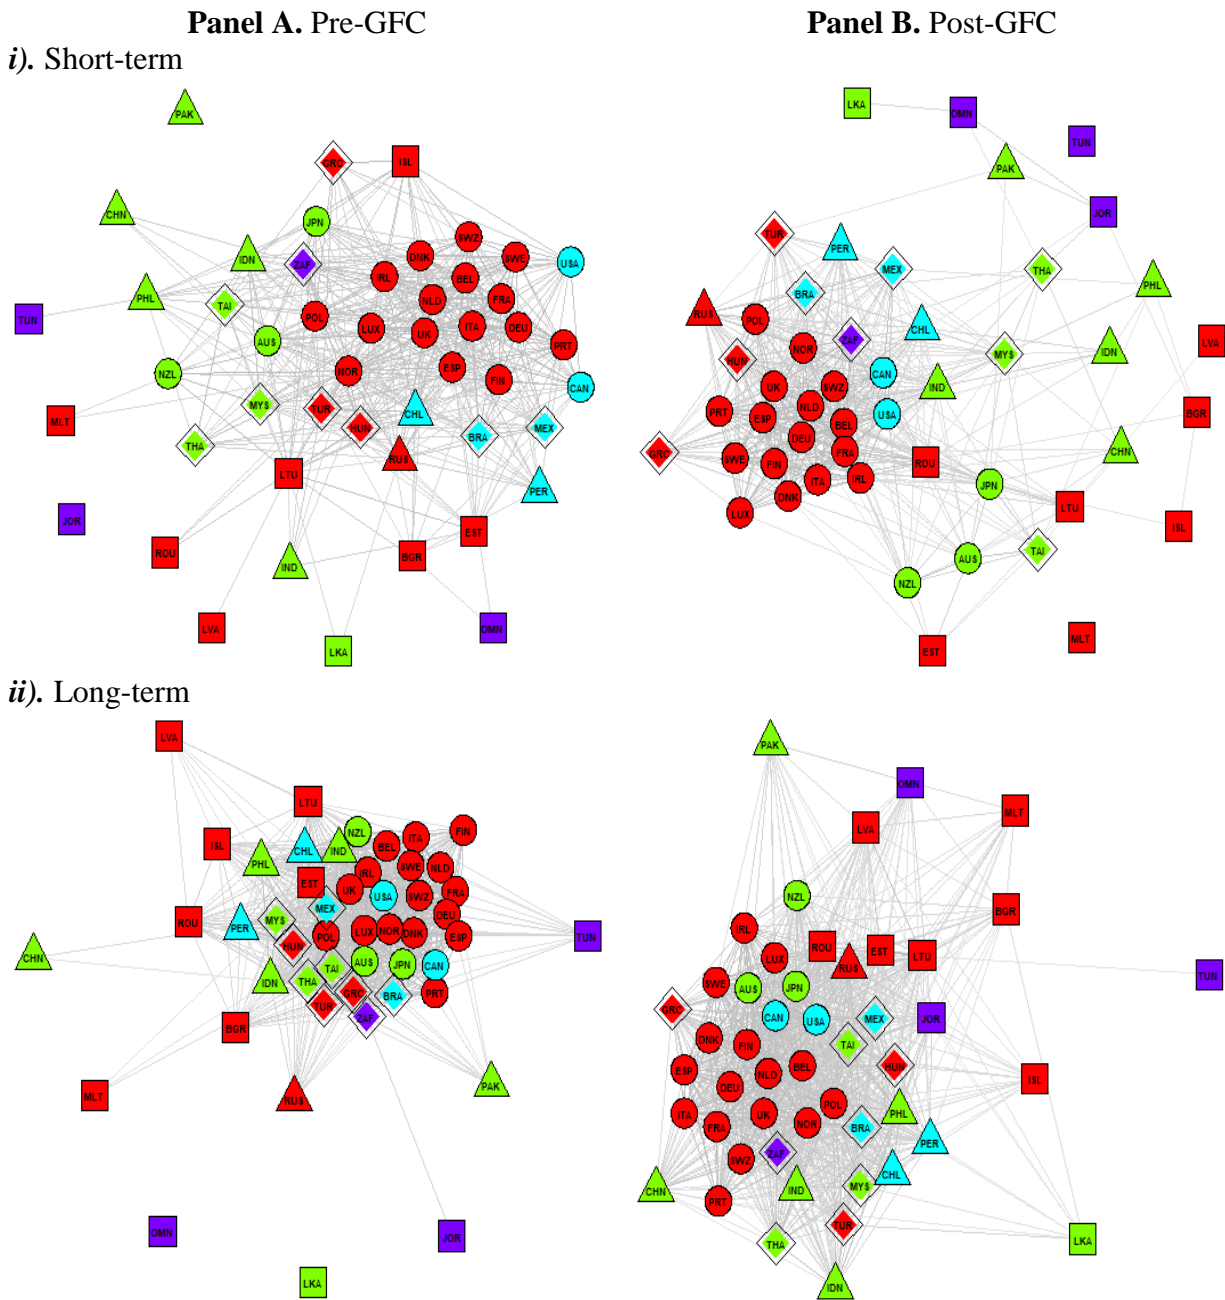 Panel A. Pre-GFC
Panel B. Post-GFC
i). Short-term
PAK
GRC
ISL
CHN
JPN
IDN
ZAF
SWZ
DNK
SWE
USA
IRL
BEL
PHL
TAI
NLD
FRA
TUN
POL
LUX
UK
ITA
DEU
AUS
PRT
NZL
NOR
ESP
FIN
CAN
MYS
TUR
CHL
MLT
THA
HUN
BRA
MEX
RUS
LTU
PER
JOR
EST
ROU
IND
BGR
LVA
OMN
LKA
LKA
OMN
TUN
PAK
JOR
TUR
PER
MEX
THA
PHL
BRA
RUS
POL
CHL
ZAF
LVA
NOR
MYS
IDN
HUN
CAN
IND
UK
SWZ
PRT
ESP
NLD
USA
BGR
BEL
DEU
GRC
SWE
FIN
FRA
ROU
CHN
ITA
IRL
JPN
DNK
LUX
LTU
ISL
TAI
AUS
NZL
MLT
EST
ii). Long-term
LVA
LTU
ISL
NZL
ITA
FIN
CHL
IND
BEL
PHL
IRL
SWE
NLD
EST
UK
USA
SWZ
FRA
MEX
DEU
ROU
PER
MYS
POL
LUX
NOR
DNK
ESP
TUN
HUN
CHN
TAI
AUS
JPN
CAN
IDN
THA
TUR
GRC
BRA
PRT
ZAF
BGR
MLT
RUS
PAK
OMN
JOR
LKA
PAK
OMN
MLT
LVA
NZL
BGR
IRL
ROU
EST
LTU
LUX
RUS
TUN
SWE
AUS
JPN
GRC
CAN
USA
MEX
JOR
DNK
FIN
TAI
ESP
DEU
NLD
BEL
HUN
ISL
ITA
FRA
UK
NOR
POL
PHL
BRA
PER
SWZ
ZAF
CHL
CHN
PRT
IND
MYS
TUR
THA
LKA
IDN